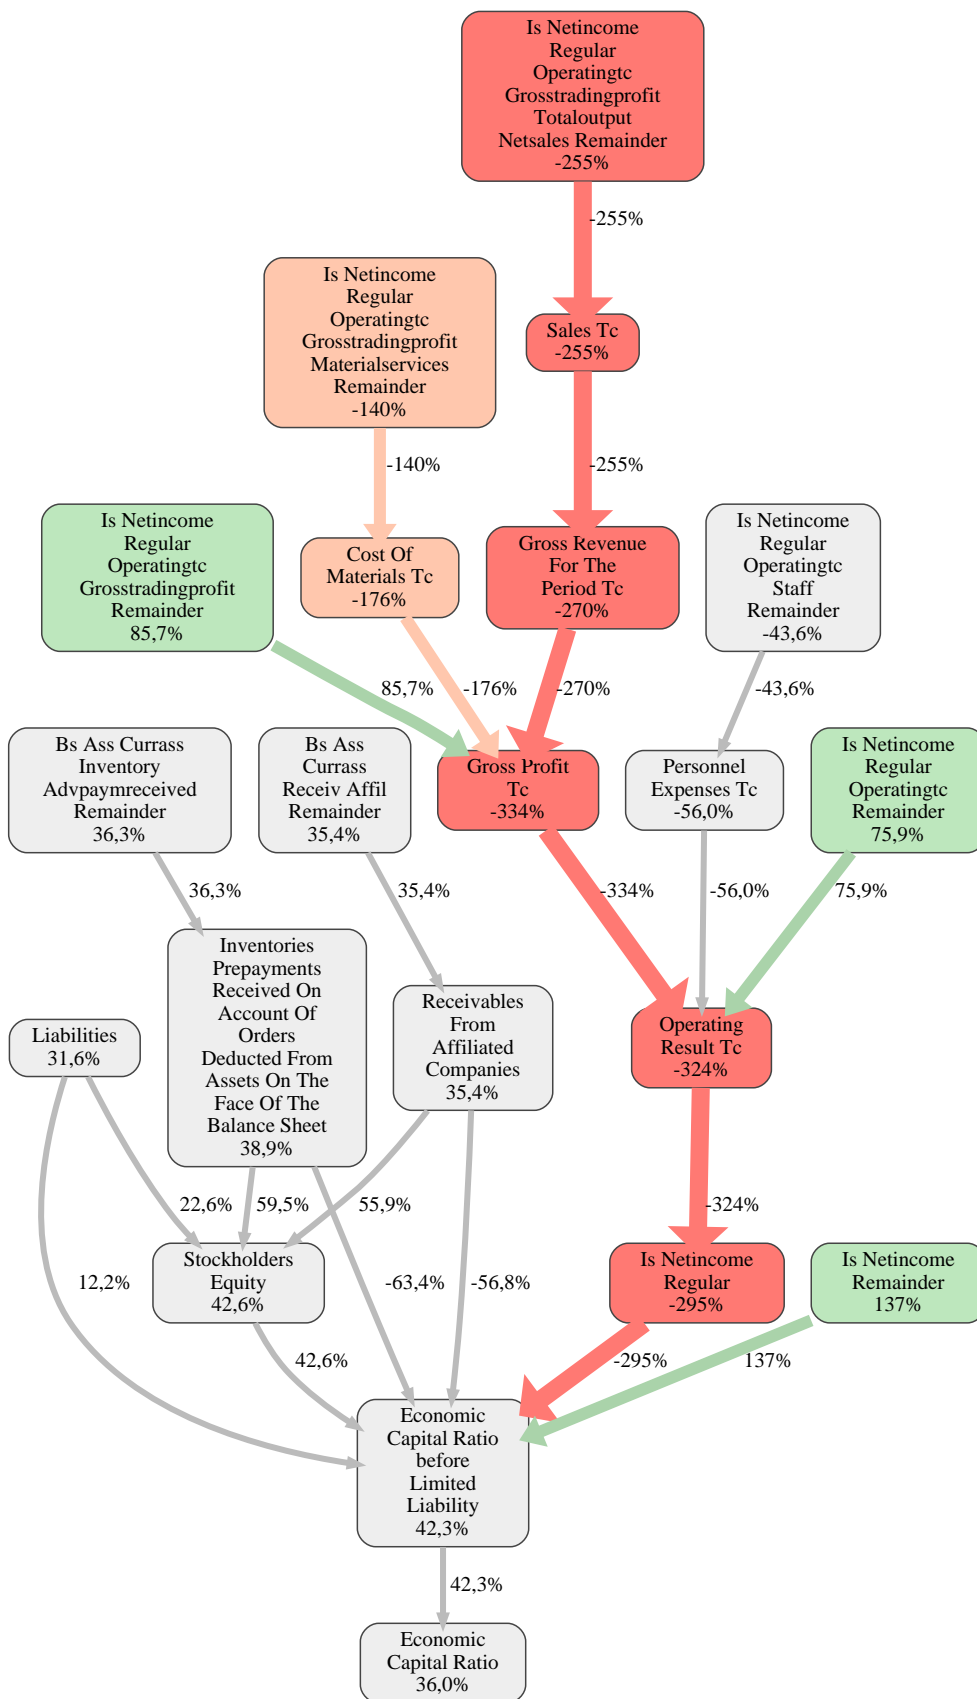 Is Netincome
Regular
Operatingtc
Grosstradingprofit
Totaloutput
Netsales Remainder
-255%
-255%
Is Netincome
Regular
Operatingtc
Grosstradingprofit
Materialservices
Remainder
-140%
Sales Tc
-255%
-140%
-255%
Is Netincome
Regular
Operatingtc
Grosstradingprofit
Remainder
85,7%
Cost Of
Materials Tc
-176%
Gross Revenue
For The
Period Tc
-270%
Is Netincome
Regular
Operatingtc
Staff
Remainder
-43,6%
85,7%
-176%
-270%
-43,6%
Bs Ass Currass
Inventory
Advpaymreceived
Remainder
36,3%
Bs Ass
Currass
Receiv Affil
Remainder
35,4%
Gross Profit
Tc
-334%
Personnel
Expenses Tc
-56,0%
Is Netincome
Regular
Operatingtc
Remainder
75,9%
36,3%
35,4%
-334%
-56,0%
75,9%
Liabilities
31,6%
Inventories
Prepayments
Received On
Account Of
Orders
Deducted From
Assets On The
Face Of The
Balance Sheet
38,9%
Receivables
From
Affiliated
Companies
35,4%
Operating
Result Tc
-324%
22,6%
59,5%
55,9%
-324%
12,2%
Stockholders
Equity
42,6%
-63,4%
-56,8%
Is Netincome
Regular
-295%
Is Netincome
Remainder
137%
42,6%
-295%
137%
Economic
Capital Ratio
before
Limited
Liability
42,3%
42,3%
Economic
Capital Ratio
36,0%